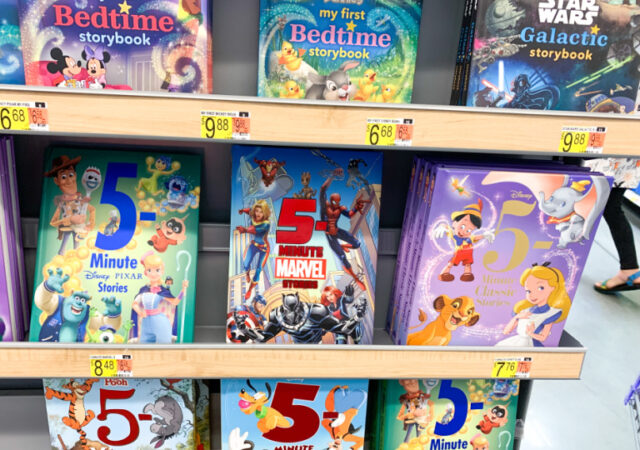 Bedtime
storybook
my first
Bedtime
storybook
STAR
WARS
Galactic
storybook
6.68
9.88
6.68
9.88
5-
Minute
Disney PIXAR
Stories
5-
MINUTE
MARVEL
STORIES
Disney
5-
Minute
Classic
Stories
8.48
7.76
Pooh
5-
5-
MINUTE
5-
Minute